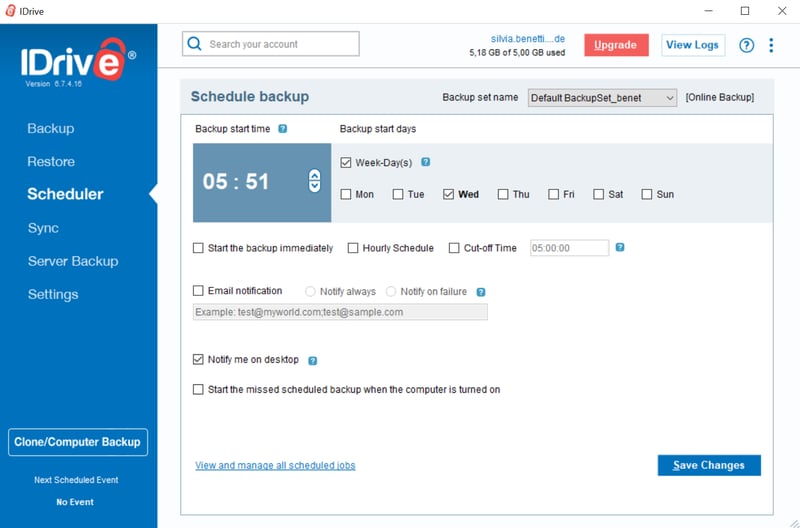 IDrive
IDrive®
Version 6.7.4.16
Search your account
silvia.benetti....de
5,18 GB of 5,00 GB used
Upgrade
View Logs
?
Backup
Restore
Scheduler
Sync
Server Backup
Settings
Clone/Computer Backup
Next Scheduled Event
No Event
Schedule backup
Backup set name
Default BackupSet_benet
[Online Backup]
Backup start time ?
Backup start days
05 : 51
Week-Day(s) ?
Mon Tue Wed Thu Fri Sat Sun
Start the backup immediately Hourly Schedule Cut-off Time 05:00:00 ?
Email notification Notify always Notify on failure ?
Example: test@myworld.com;test@sample.com
Notify me on desktop ?
Start the missed scheduled backup when the computer is turned on
View and manage all scheduled jobs
Save Changes